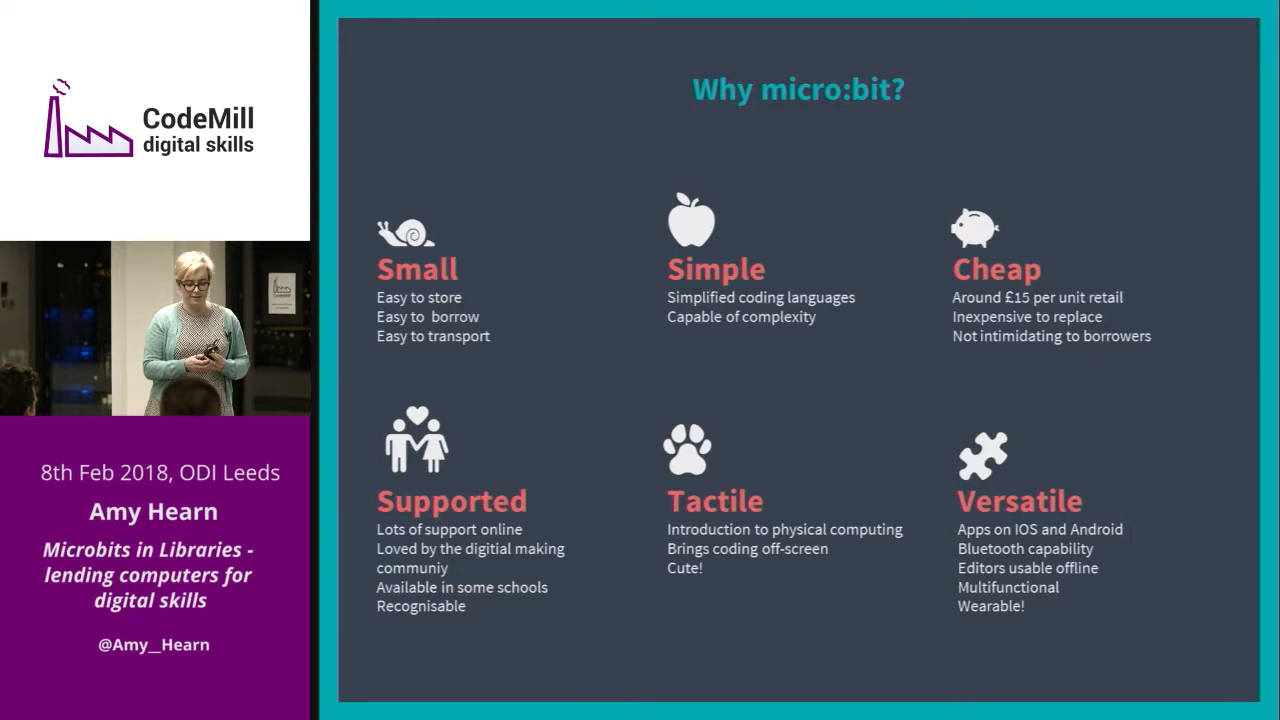 CodeMill
digital skills
CodeMill
8th Feb 2018, ODI Leeds
Amy Hearn
Microbits in Libraries -
lending computers for
digital skills
@Amy__Hearn
Why micro:bit?
Small
Easy to store
Easy to  borrow
Easy to transport
Simple
Simplified coding languages
Capable of complexity
Cheap
Around £15 per unit retail
Inexpensive to replace
Not intimidating to borrowers
Supported
Lots of support online
Loved by the digitial making
communiy
Available in some schools
Recognisable
Tactile
Introduction to physical computing
Brings coding off-screen
Cute!
Versatile
Apps on IOS and Android
Bluetooth capability
Editors usable offline
Multifunctional
Wearable!